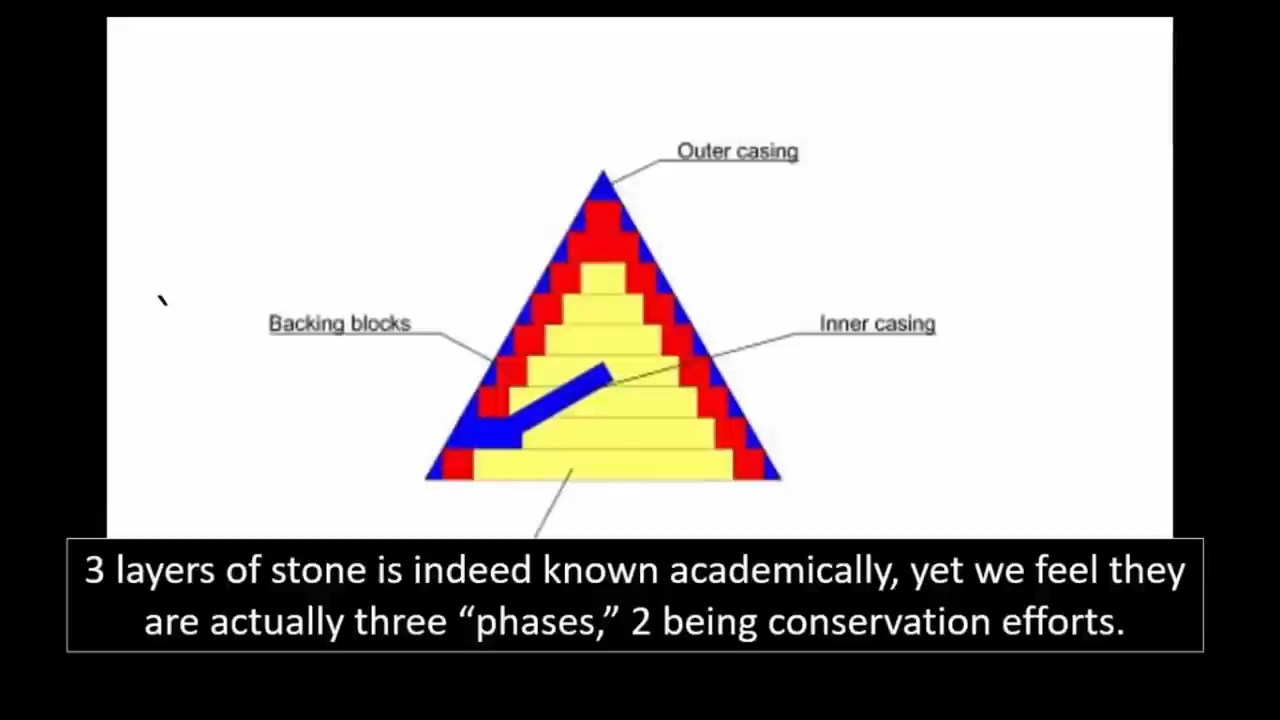 Outer casing
Backing blocks
Inner casing
`
3 layers of stone is indeed known academically, yet we feel they
are actually three “phases,” 2 being conservation efforts.